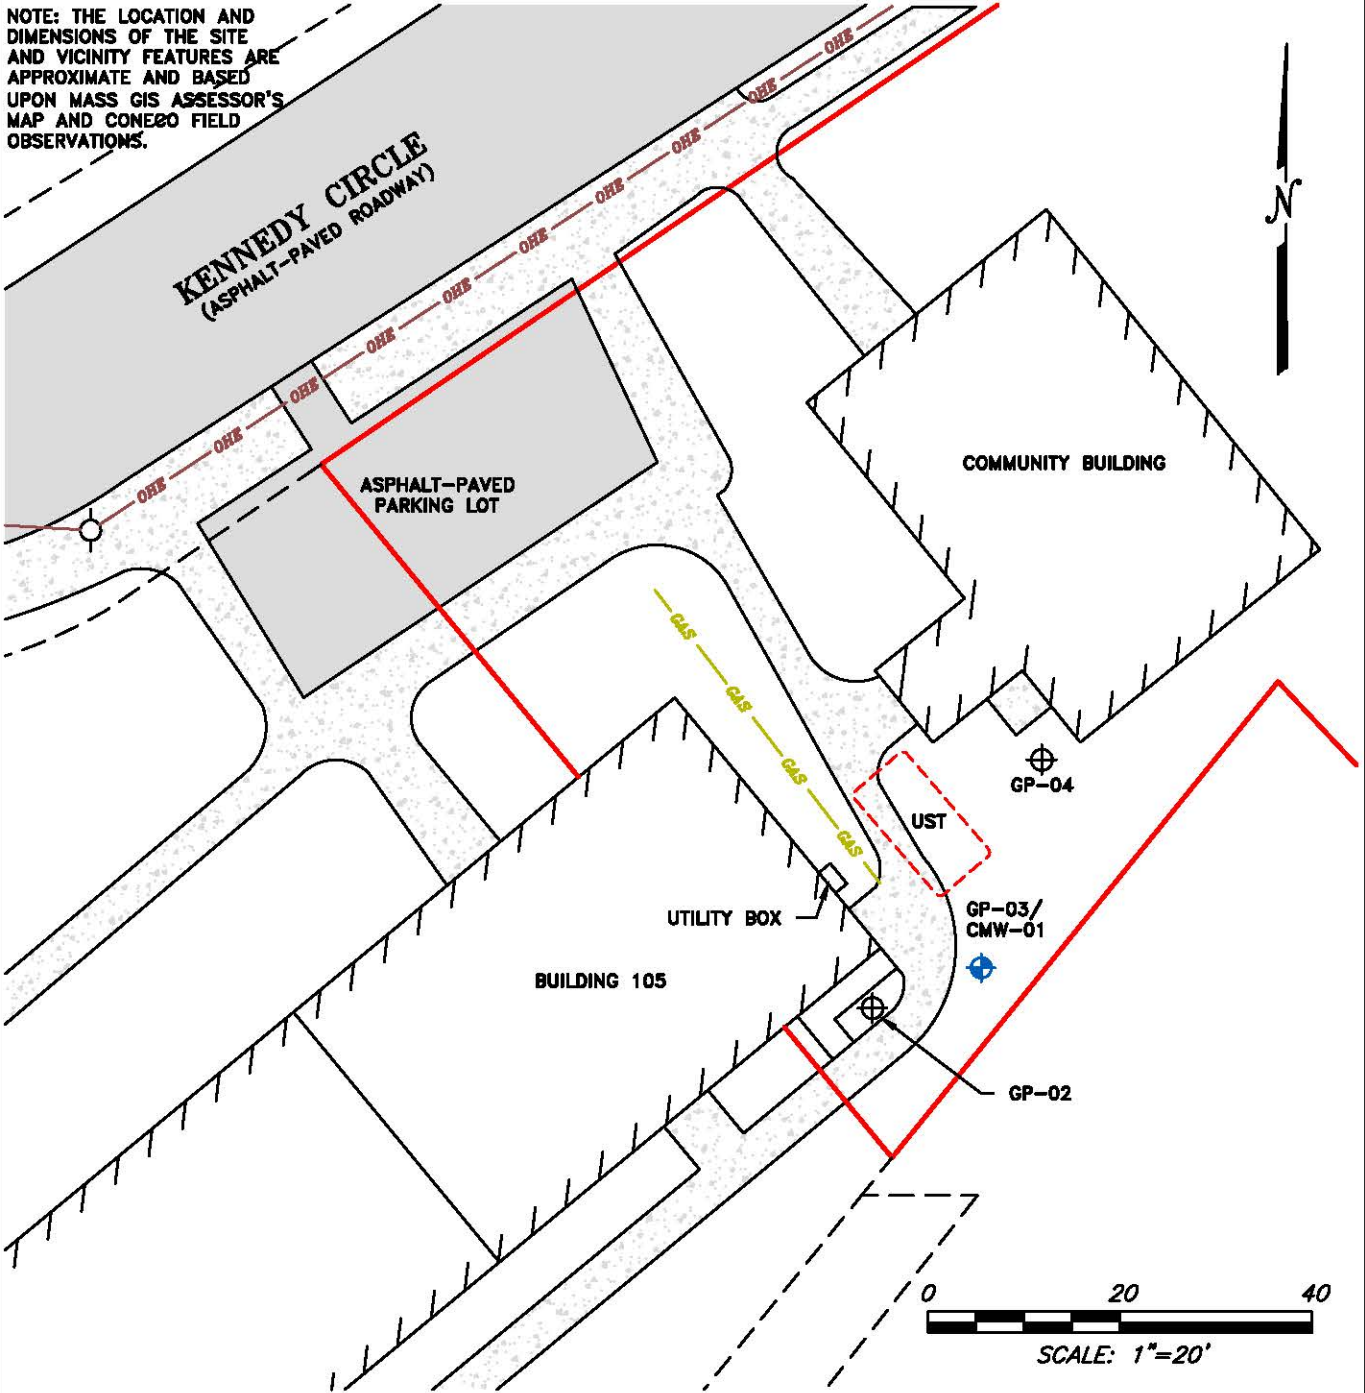 NOTE: THE LOCATION AND
DIMENSIONS OF THE SITE
AND VICINITY FEATURES ARE
APPROXIMATE AND BASED
UPON MASS GIS ASSESSOR'S
MAP AND CONECO FIELD
OBSERVATIONS.
KENNEDY CIRCLE
(ASPHALT-PAVED ROADWAY)
OHE
OHE
OHE
OHE
OHE
OHE
OHE
OHE
OHE
OHE
N
ASPHALT-PAVED
PARKING LOT
COMMUNITY BUILDING
GAS
GAS
GAS
GAS
GP-04
UST
UTILITY BOX
GP-03/
CMW-01
BUILDING 105
GP-02
0 20 40
SCALE: 1"=20'